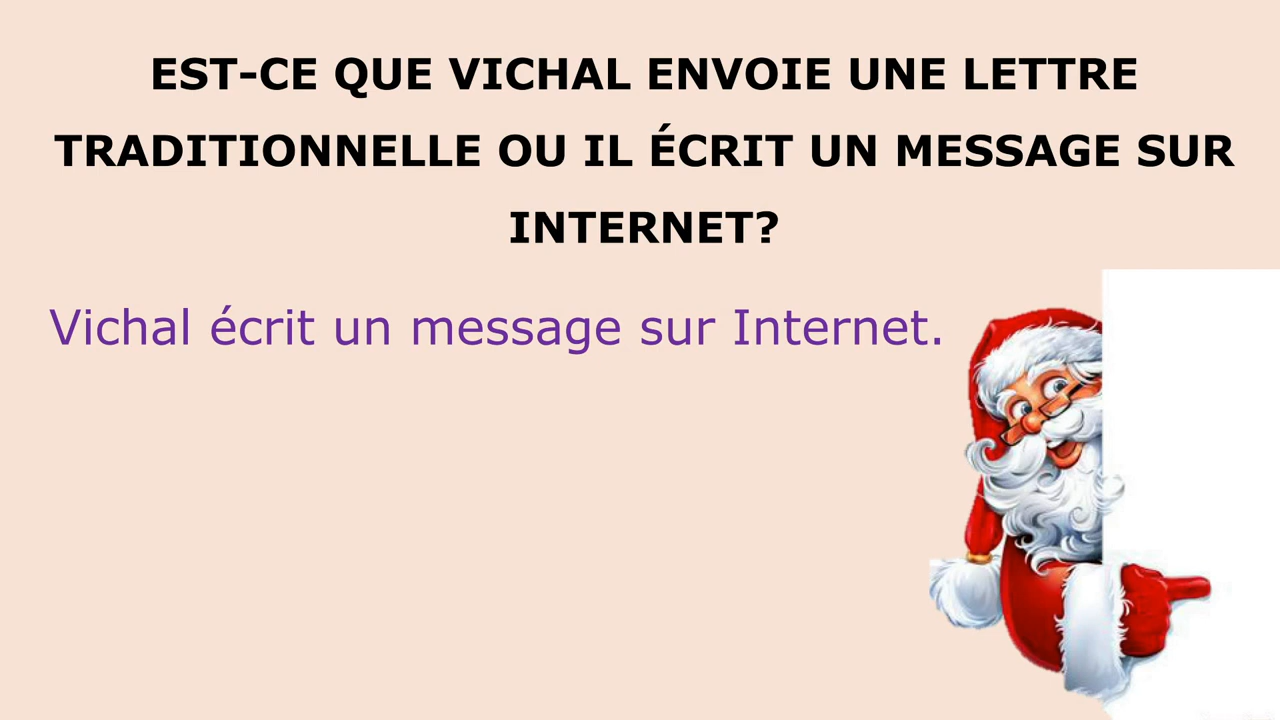 EST-CE QUE VICHAL ENVOIE UNE LETTRE
TRADITIONNELLE OU IL ÉCRIT UN MESSAGE SUR
INTERNET?
Vichal écrit un message sur Internet.